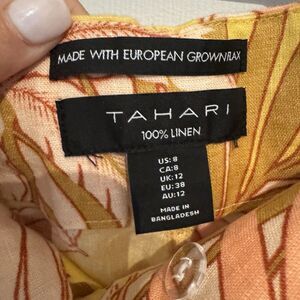 MADE WITH EUROPEAN GROWN FLAX
TAHARI
100% LINEN
US: 8
CA: 8
UK: 12
EU: 38
AU: 12
MADE IN
BANGLADESH